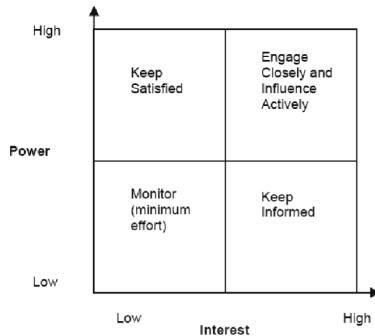 High
Keep
Satisfied
Engage
Closely and
Influence
Actively
Power
Monitor
(minimum
effort)
Keep
Informed
Low
Low
High
Interest